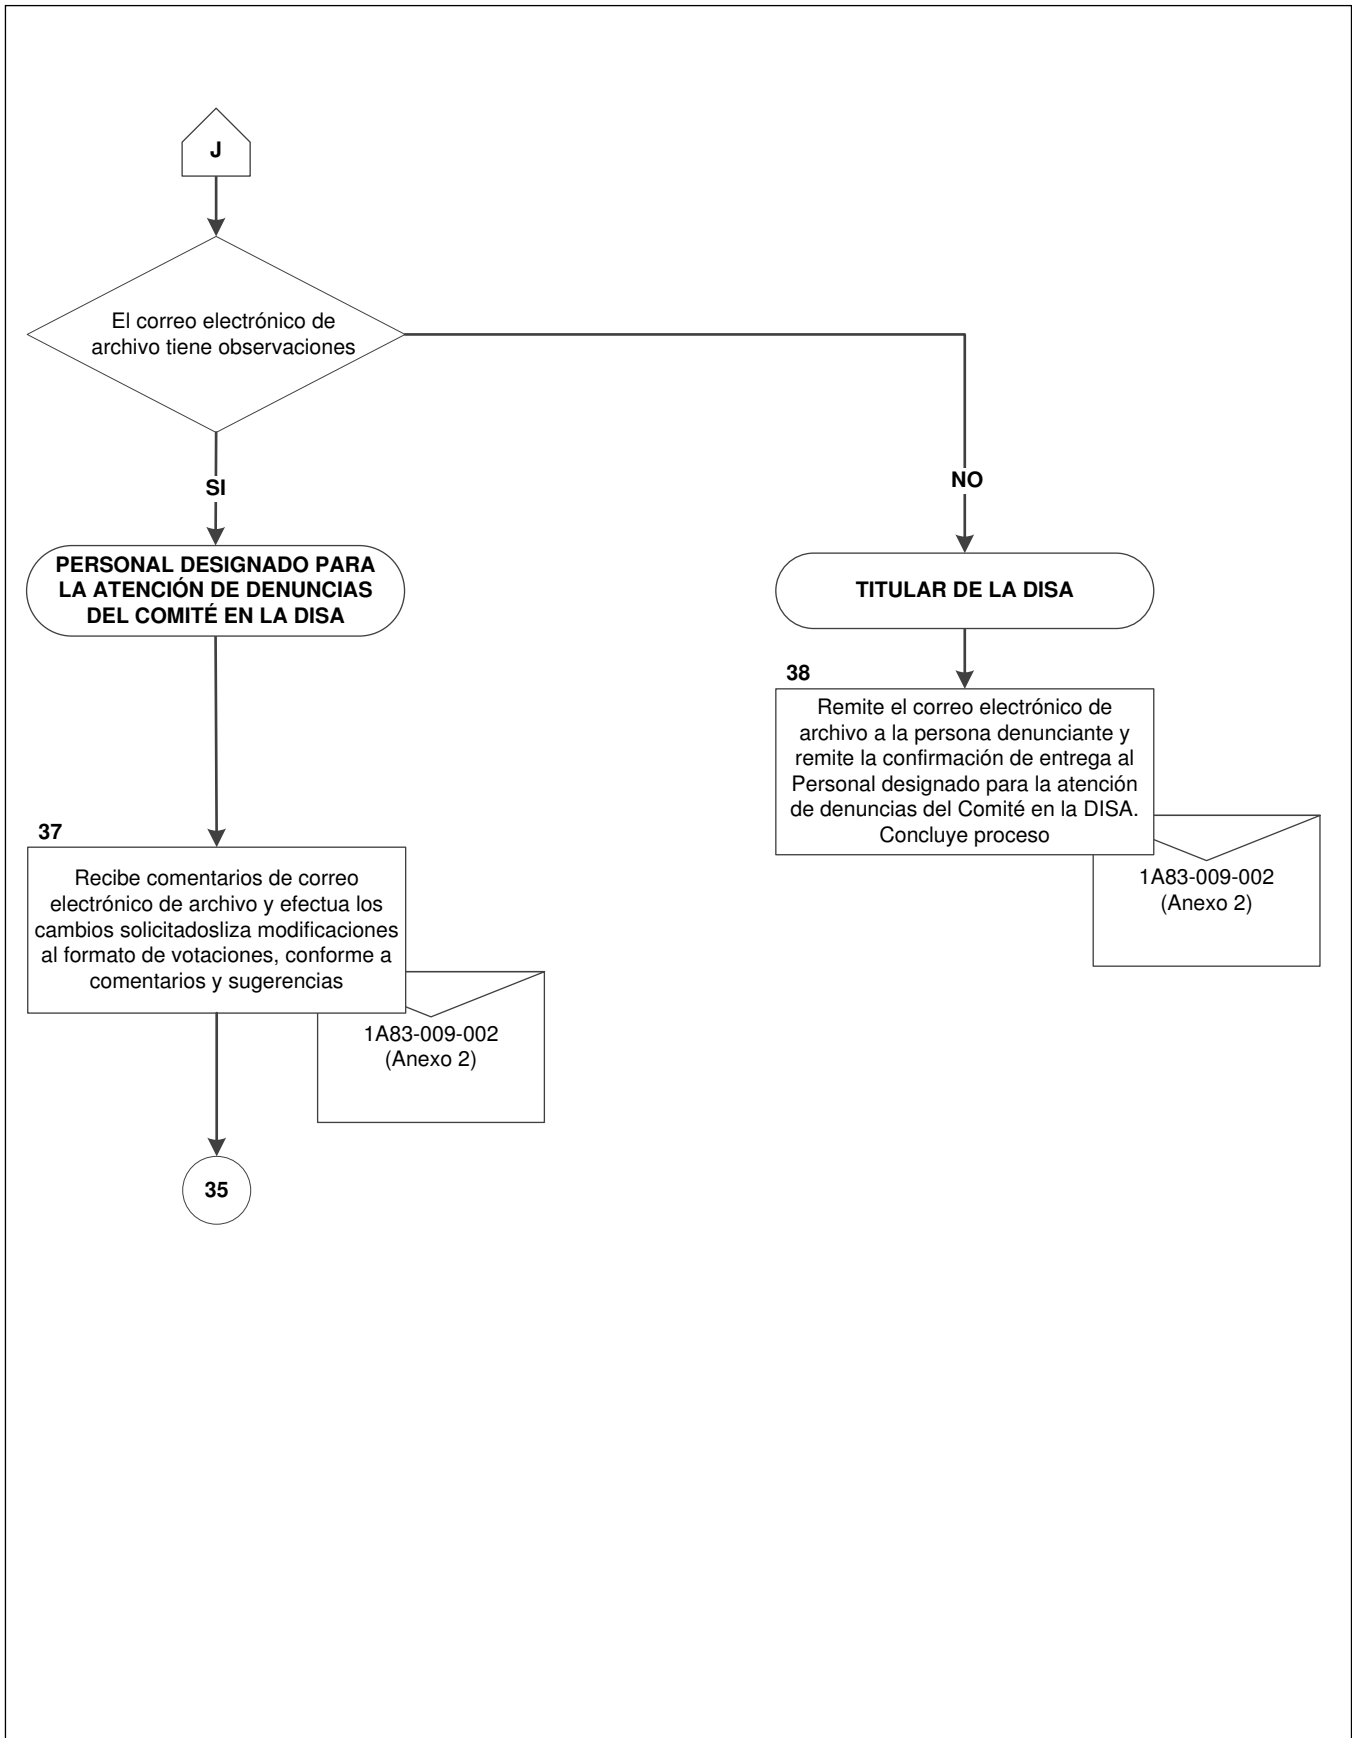 J
El correo electrónico de
archivo tiene observaciones
SI
NO
PERSONAL DESIGNADO PARA
LA ATENCIÓN DE DENUNCIAS
DEL COMITÉ EN LA DISA
TITULAR DE LA DISA
38
Remite el correo electrónico de
archivo a la persona denunciante y
remite la confirmación de entrega al
Personal designado para la atención
de denuncias del Comité en la DISA.
Concluye proceso
1A83-009-002
(Anexo 2)
37
Recibe comentarios de correo
electrónico de archivo y efectua los
cambios solicitadosliza modificaciones
al formato de votaciones, conforme a
comentarios y sugerencias
1A83-009-002
(Anexo 2)
35